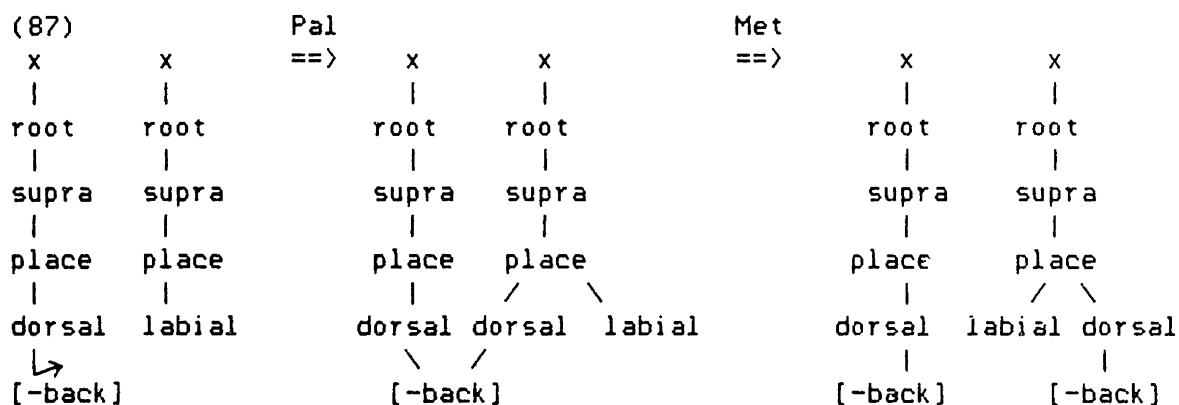 (87) Pal Met
x x ==> x x ==> x x
| | | | | |
root root root root root root
| | | | | |
supra supra supra supra supra supra
| | | | | |
place place place place place place
| | | / \ | / \
dorsal labial dorsal dorsal labial dorsal labial dorsal
\ / | |
[-back] [-back] [-back] [-back]